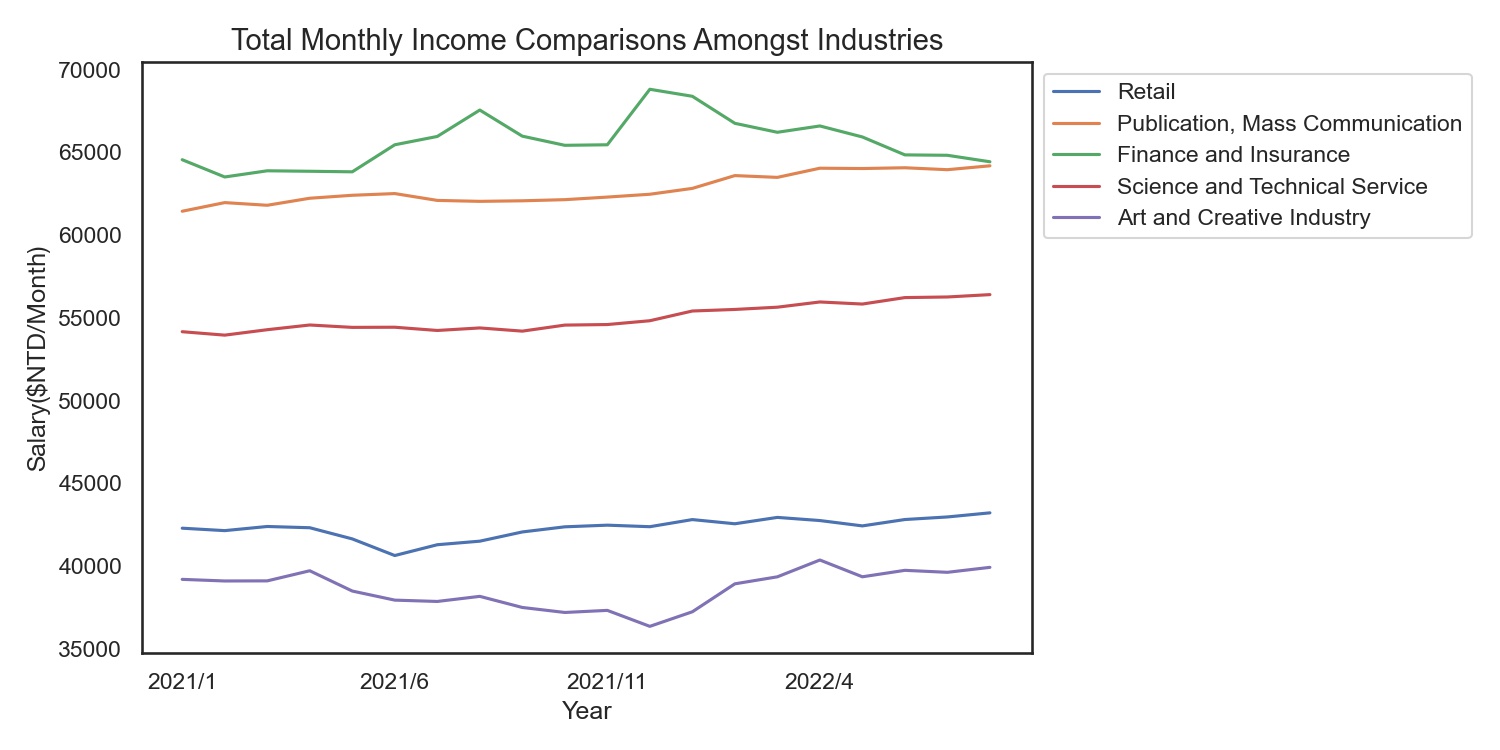 Total Monthly Income Comparisons Amongst Industries
70000
65000
60000
55000
50000
45000
40000
35000
Salary($NTD/Month)
2021/1
2021/6
2021/11
2022/4
Year
Retail
Publication, Mass Communication
Finance and Insurance
Science and Technical Service
Art and Creative Industry